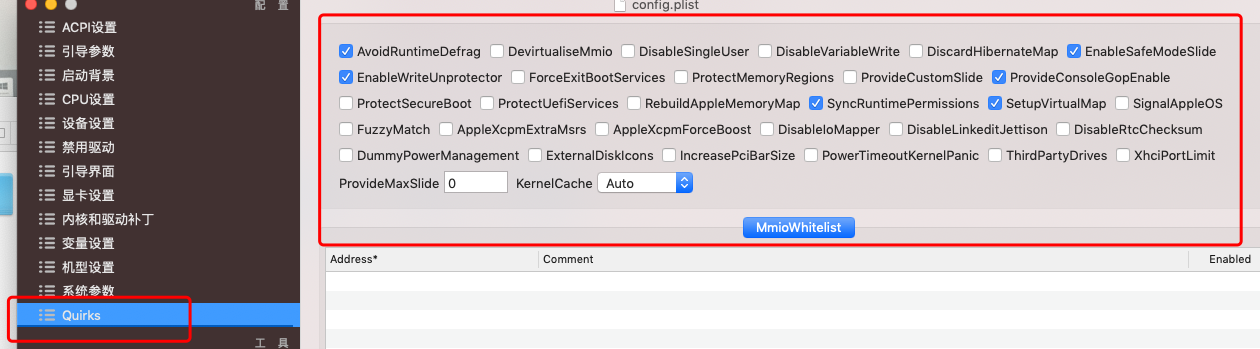 配 置
config.plist
ACPI设置
引导参数
启动背景
CPU设置
设备设置
禁用驱动
引导界面
显卡设置
内核和驱动补丁
变量设置
机型设置
系统参数
Quirks
工 具
AvoidRuntimeDefrag DevirtualiseMmio DisableSingleUser DisableVariableWrite DiscardHibernateMap EnableSafeModeSlide
EnableWriteUnprotector ForceExitBootServices ProtectMemoryRegions ProvideCustomSlide ProvideConsoleGopEnable
ProtectSecureBoot ProtectUefiServices RebuildAppleMemoryMap SyncRuntimePermissions SetupVirtualMap SignalAppleOS
FuzzyMatch AppleXcpmExtraMsrs AppleXcpmForceBoost DisableIoMapper DisableLinkeditJettison DisableRtcChecksum
DummyPowerManagement ExternalDiskIcons IncreasePciBarSize PowerTimeoutKernelPanic ThirdPartyDrives XhciPortLimit
ProvideMaxSlide 0 KernelCache Auto
MmioWhitelist
Address* Comment Enabled